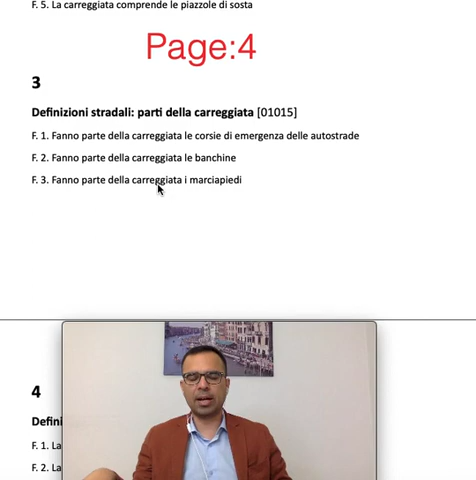 F. 5. La carreggiata comprende le piazzole di sosta
Page:4
3
Definizioni stradali: parti della carreggiata [01015]
F. 1. Fanno parte della carreggiata le corsie di emergenza delle autostrade
F. 2. Fanno parte della carreggiata le banchine
F. 3. Fanno parte della carreggiata i marciapiedi
4
Defini
F. 1. La
F. 2. La